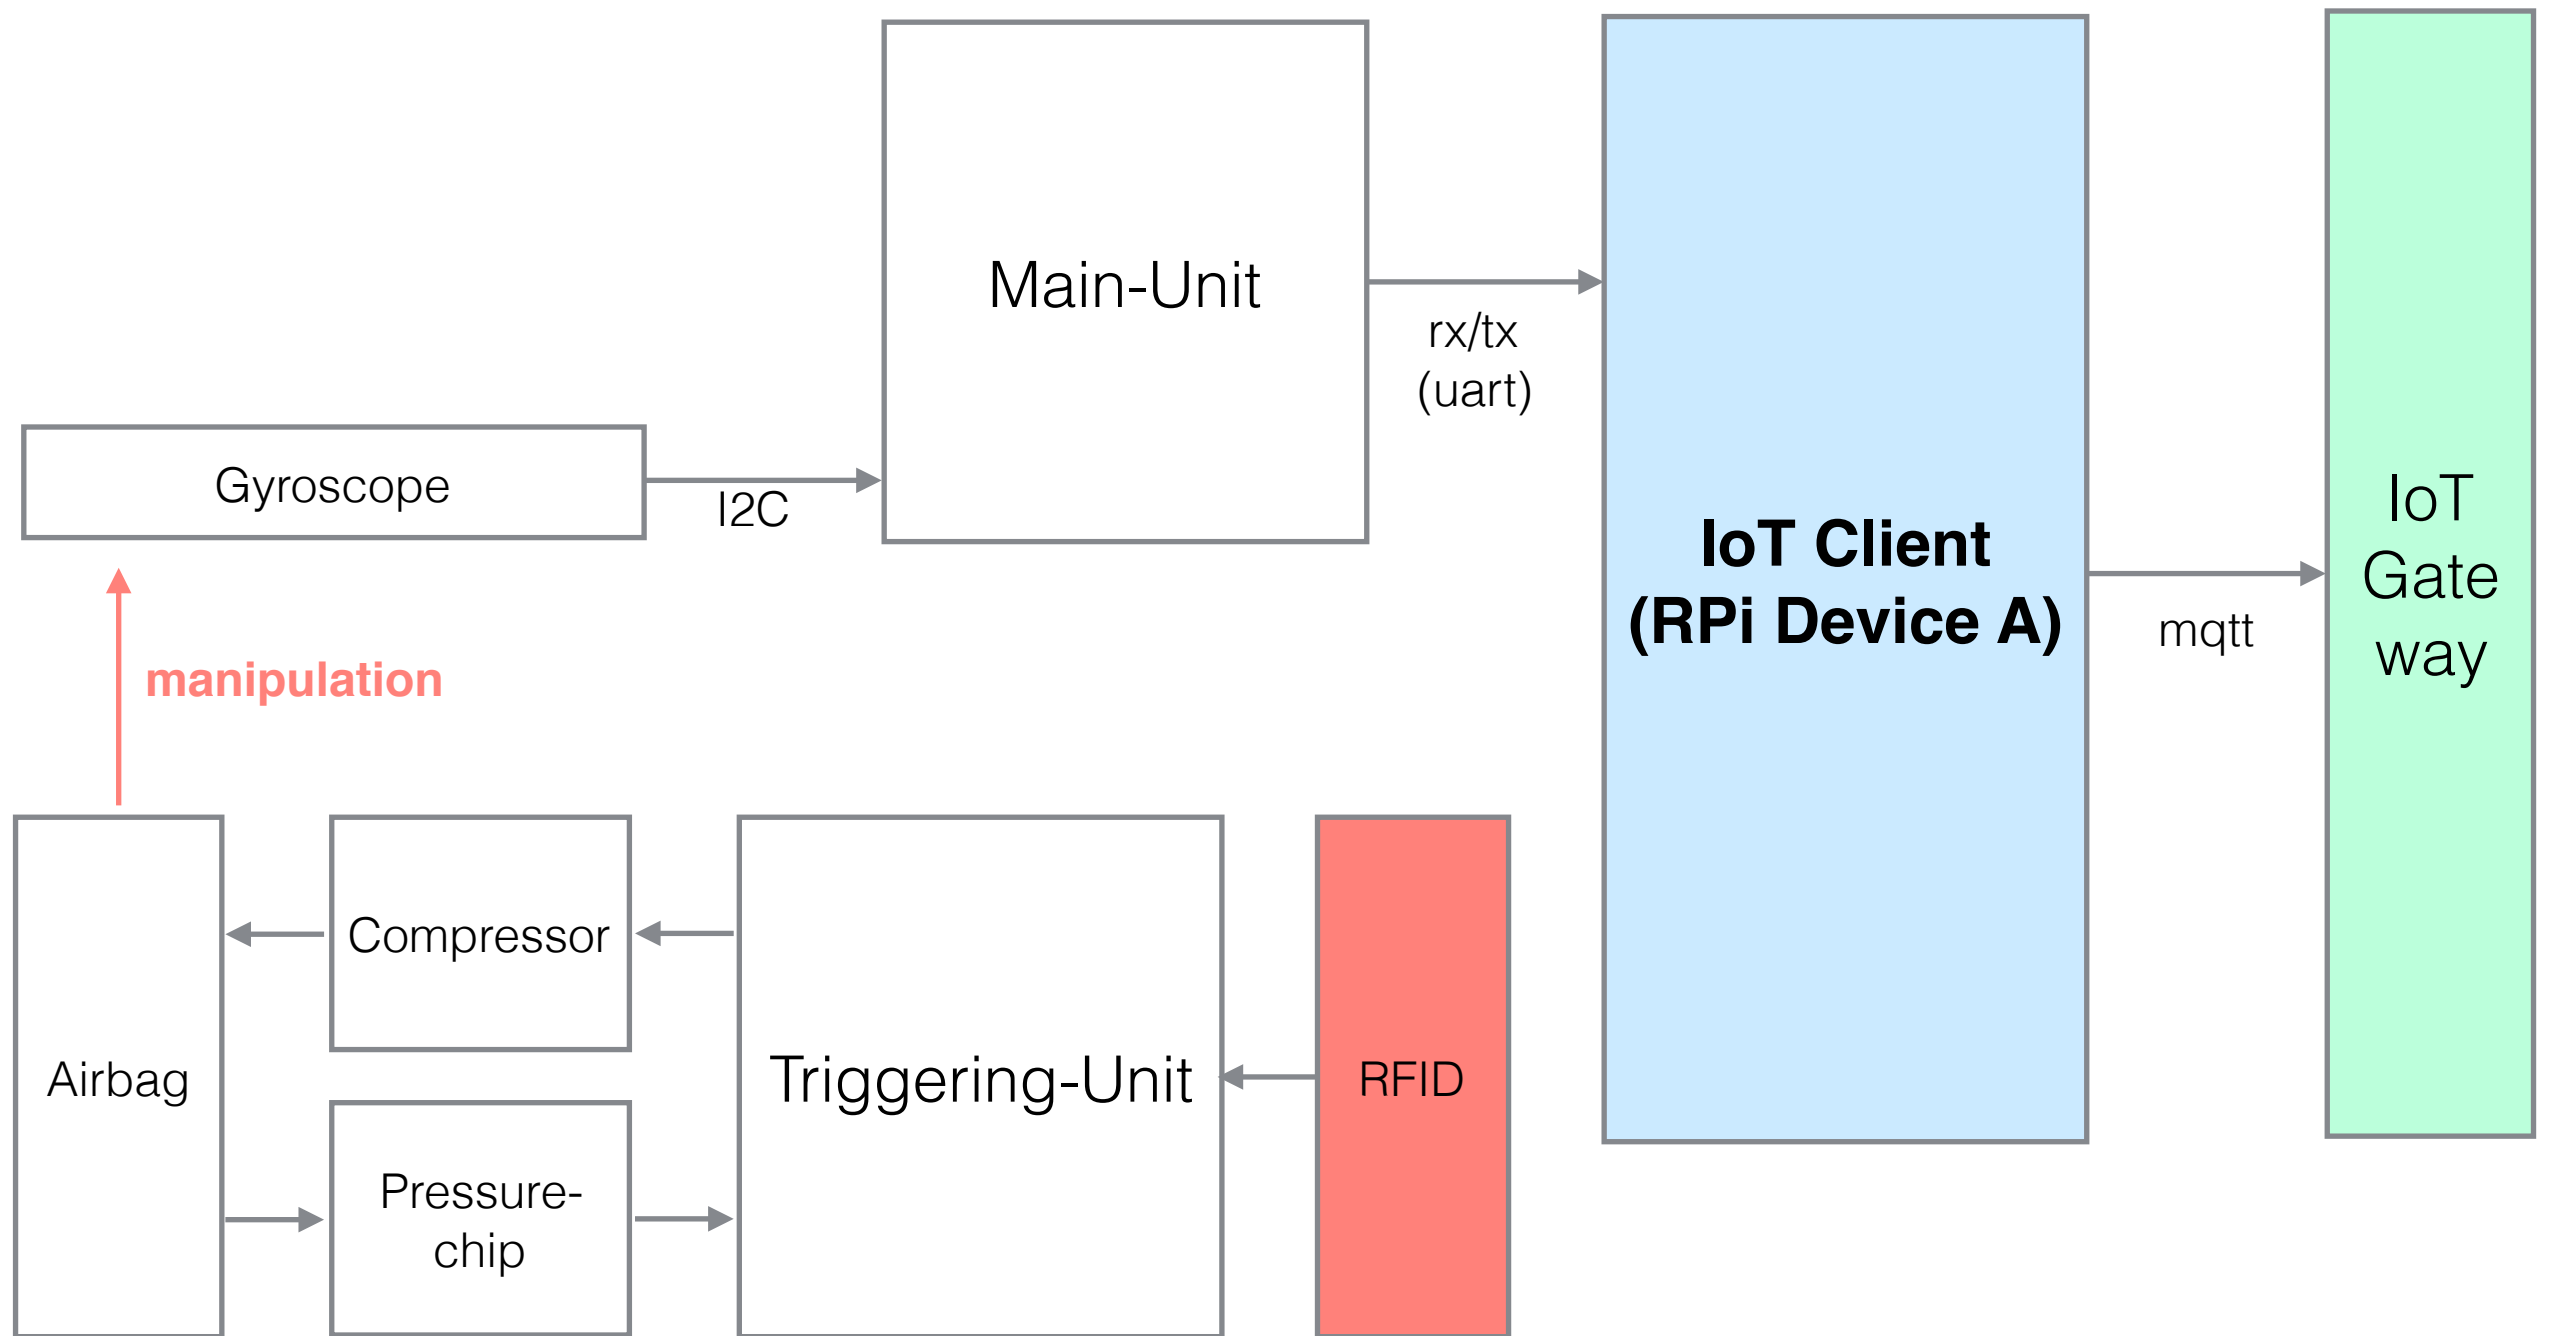 Main-Unit
rx/tx
(uart)
Gyroscope
I2C
IoT Client
(RPi Device A)
mqtt
IoT
Gate
way
manipulation
Airbag
Compressor
Pressure-
chip
Triggering-Unit
RFID